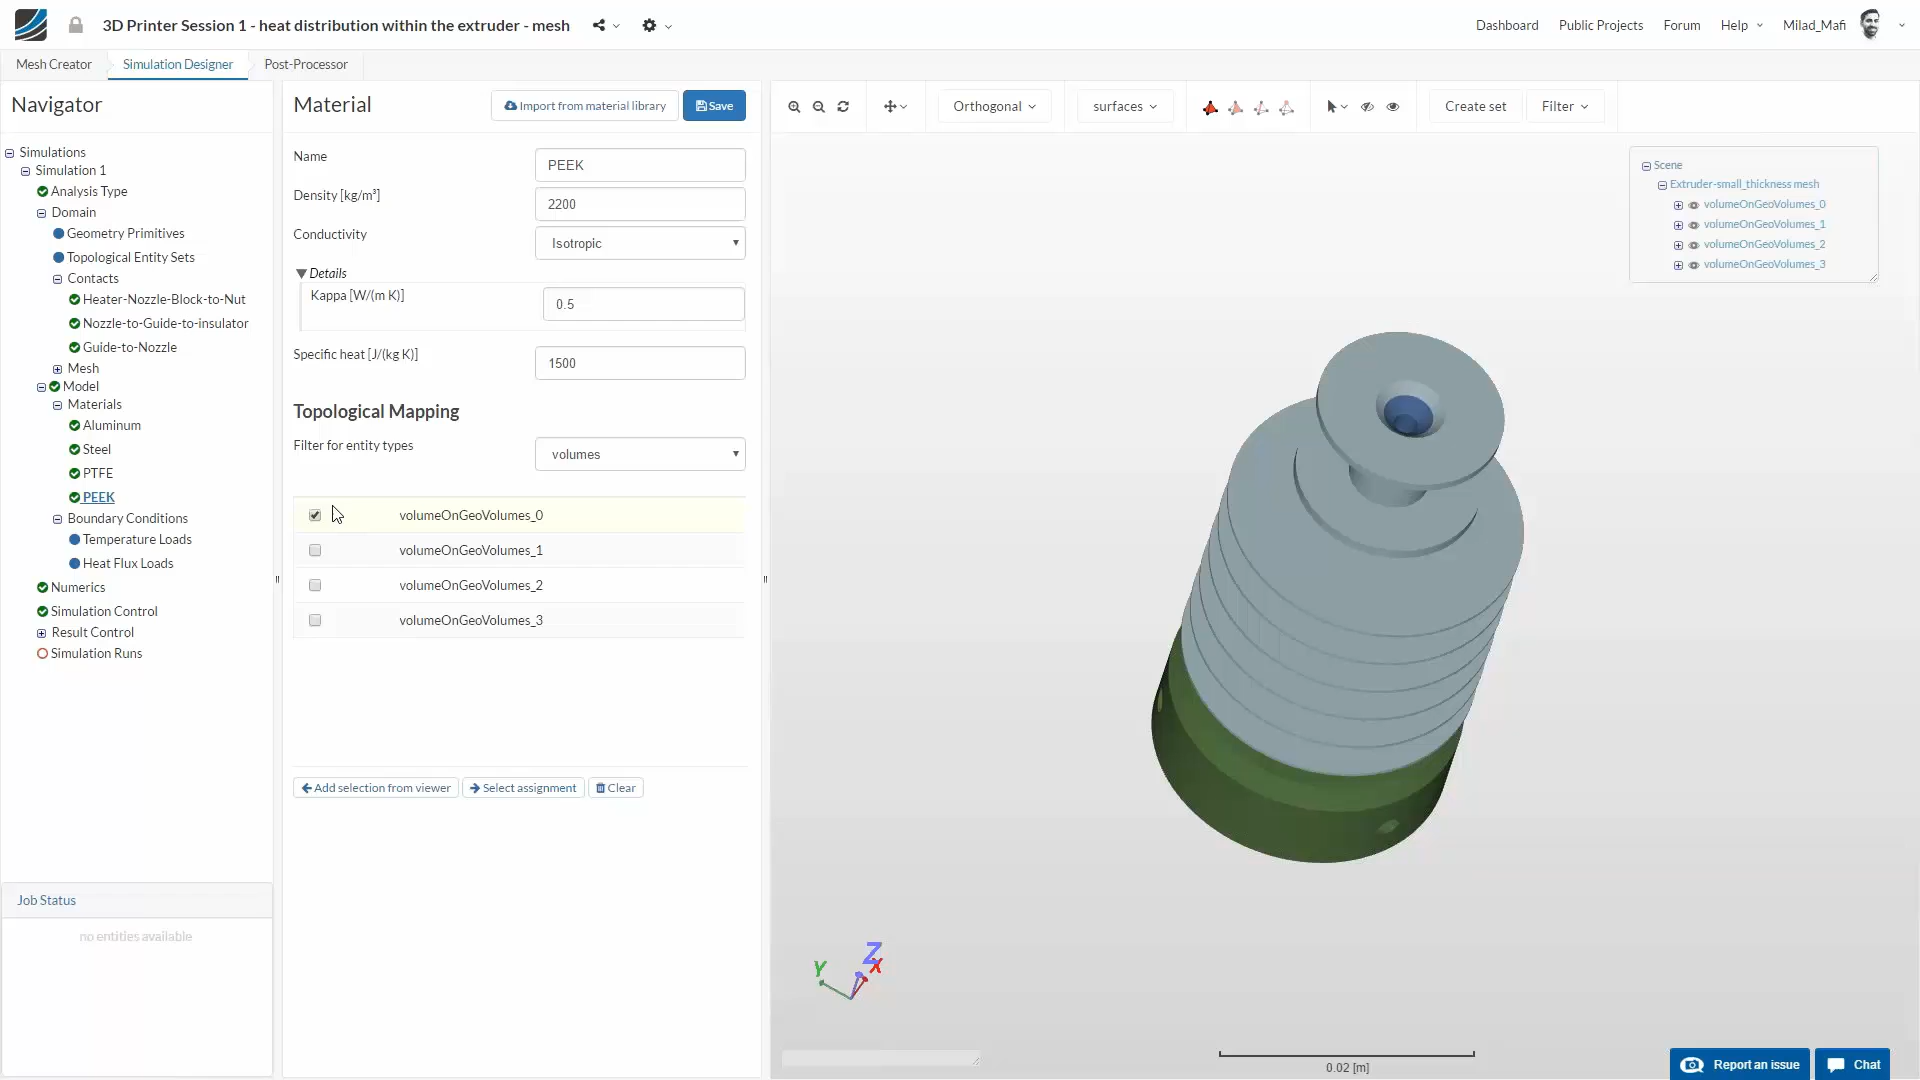 3D Printer Session 1 - heat distribution within the extruder - mesh
Dashboard
Public Projects
Forum
Help
Milad_Mafi
Mesh Creator
Simulation Designer
Post-Processor
Navigator
Simulations
Simulation 1
Analysis Type
Domain
Geometry Primitives
Topological Entity Sets
Contacts
Heater-Nozzle-Block-to-Nut
Nozzle-to-Guide-to-insulator
Guide-to-Nozzle
Mesh
Model
Materials
Aluminum
Steel
PTFE
PEEK
Boundary Conditions
Temperature Loads
Heat Flux Loads
Numerics
Simulation Control
Result Control
Simulation Runs
Job Status
no entities available
Material
Import from material library
Save
Name
PEEK
Density [kg/m³]
2200
Conductivity
Isotropic
Details
Kappa [W/(m K)]
0.5
Specific heat [J/(kg K)]
1500
Topological Mapping
Filter for entity types
volumes
volumeOnGeoVolumes_0
volumeOnGeoVolumes_1
volumeOnGeoVolumes_2
volumeOnGeoVolumes_3
Add selection from viewer
Select assignment
Clear
Orthogonal
surfaces
Create set
Filter
Scene
Extruder-small_thickness mesh
volumeOnGeoVolumes_0
volumeOnGeoVolumes_1
volumeOnGeoVolumes_2
volumeOnGeoVolumes_3
Z
Y
X
0.02 [m]
Report an issue
Chat